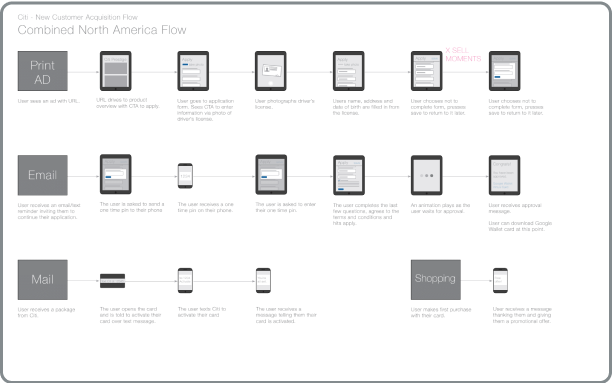 Citi - New Customer Acquisition Flow
Combined North America Flow
Print
AD
X SELL
MOMENTS
User sees an ad with URL.
URL drives to product
overview with CTA to apply.
User goes to application
form. Sees CTA to enter
information via photo of
driver's license.
User photographs driver's
license.
Users name, address and
date of birth are filled in from
the license.
User chooses not to
complete form, presses
save to return to it later.
User chooses not to
complete form, presses
save to return to it later.
Email
User receives an email/text
reminder inviting them to
continue their application.
The user is asked to send a
one time pin to their phone.
The user receives a one
time pin on their phone.
The user is asked to enter
their one time pin.
The user completes the last
few questions, agrees to the
terms and conditions and
hits apply.
An animation plays as the
user waits for approval.
User receives approval
message.
User can download Google
Wallet card at this point.
Mail
User receives a package
from Citi.
The user opens the card
and is told to activate their
card over text message.
The user texts Citi to
activate their card.
The user receives a
message telling them their
card is activated.
Shopping
User makes first purchase
with their card.
User receives a message
thanking them and giving
them a promotional offer.